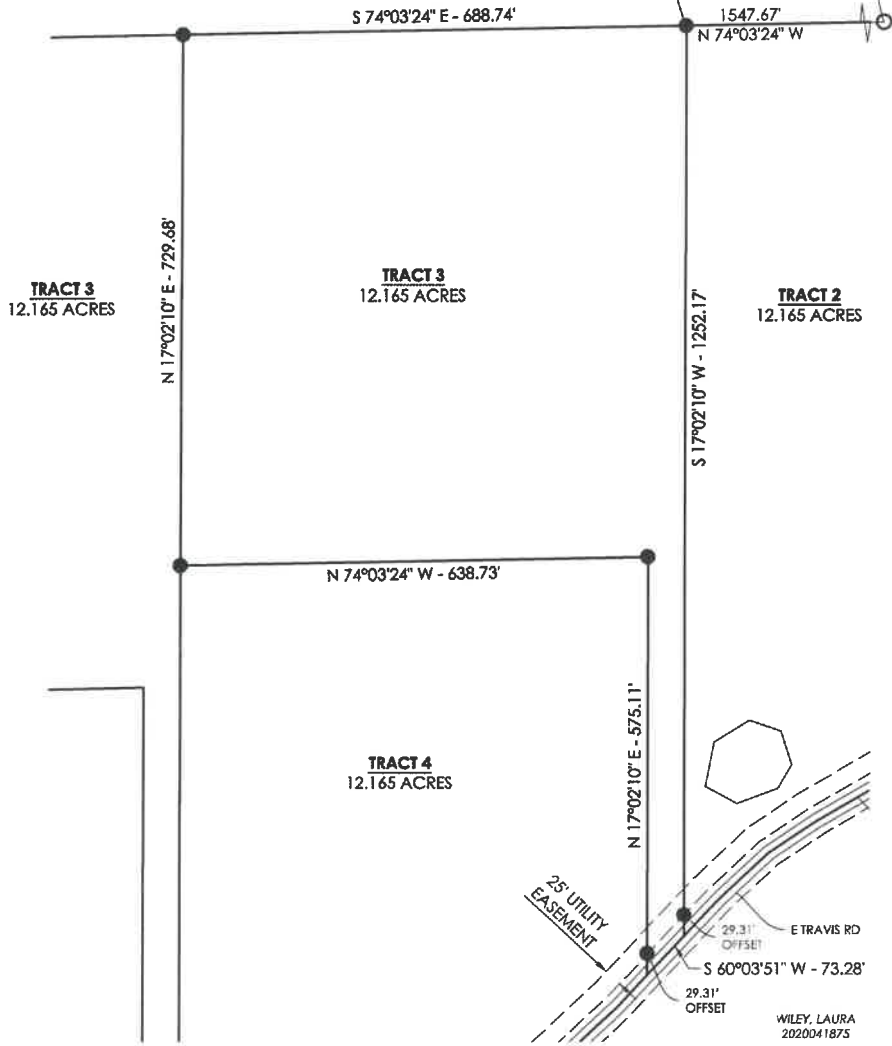 S 74°03'24" E - 688.74'
1547.67'
N 74°03'24" W
N 17°02'10" E - 729.68'
TRACT 3
12.165 ACRES
TRACT 3
12.165 ACRES
S 17°02'10" W - 1252.17'
TRACT 2
12.165 ACRES
N 74°03'24" W - 638.73'
TRACT 4
12.165 ACRES
N 17°02'10" E - 575.11'
25' UTILITY
EASEMENT
29.31'
OFFSET
E TRAVIS RD
S 60°03'51" W - 73.28'
29.31'
OFFSET
WILEY, LAURA
2020041875